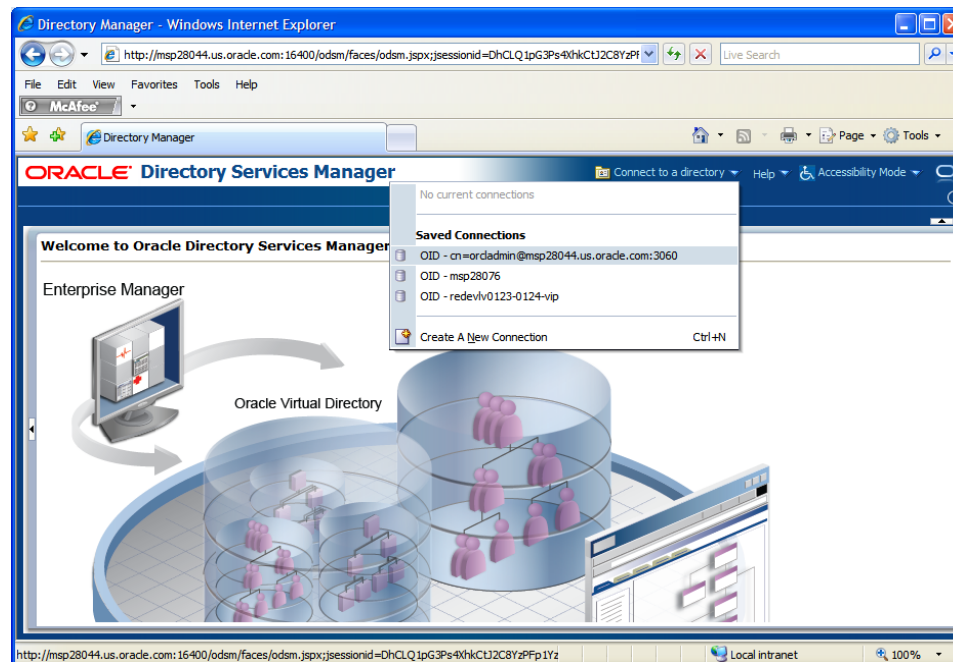 Directory Manager - Windows Internet Explorer
http://msp28044.us.oracle.com:16400/odsm/faces/odsm.jspx;jsessionid=DhCLQ1pG3Ps4XhkCtJ2C8YzPF
Live Search
File Edit View Favorites Tools Help
McAfee
Directory Manager
Page Tools
ORACLE Directory Services Manager
Connect to a directory Help Accessibility Mode
No current connections
Saved Connections
OID - cn=orcladmin@msp28044.us.oracle.com:3060
OID - msp28076
OID - redevlv0123-0124-vip
Create A New Connection Ctrl+N
Welcome to Oracle Directory Services Manager
Enterprise Manager
Oracle Virtual Directory
http://msp28044.us.oracle.com:16400/odsm/faces/odsm.jspx;jsessionid=DhCLQ1pG3Ps4XhkCtJ2C8YzPFp1Yz
Local intranet
100%